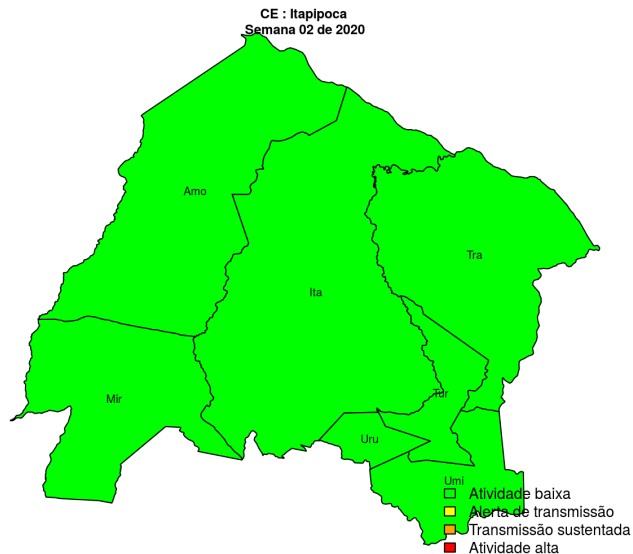 CE : Itapipoca
Semana 02 de 2020
Amo
Tra
Ita
Tur
Mir
Uru
Umi
Atividade baixa
Alerta de transmissão
Transmissão sustentada
Atividade alta